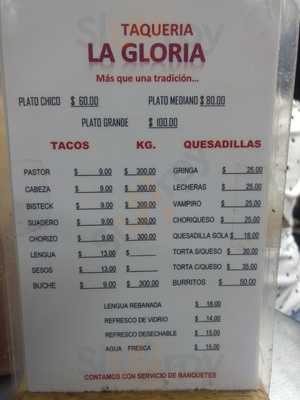 TAQUERIA
LA GLORIA
Más que una tradición...
PLATO CHICO $ 60.00 PLATO MEDIANO $ 80.00
PLATO GRANDE $ 100.00
TACOS KG. QUESADILLAS
PASTOR $ 9.00 $ 300.00 GRINGA $ 25.00
CABEZA $ 9.00 $ 300.00 LECHERAS $ 25.00
BISTECK $ 9.00 $ 300.00 VAMPIRO $ 25.00
SUADERO $ 9.00 $ 300.00 CHORIQUESO $ 25.00
CHORIZO $ 9.00 $ 300.00 QUESADILLA SOLA $ 18.00
LENGUA $ 13.00 $ TORTA S/QUESO $ 30.00
SESOS $ 13.00 $ TORTA C/QUESO $ 35.00
BUCHE $ 9.00 $ 300.00 BURRITOS $ 50.00
LENGUA REBANADA $ 18.00
REFRESCO DE VIDRIO $ 14.00
REFRESCO DESECHABLE $ 15.00
AGUA FRESCA $ 15.00
CONTAMOS CON SERVICIO DE BANQUETES